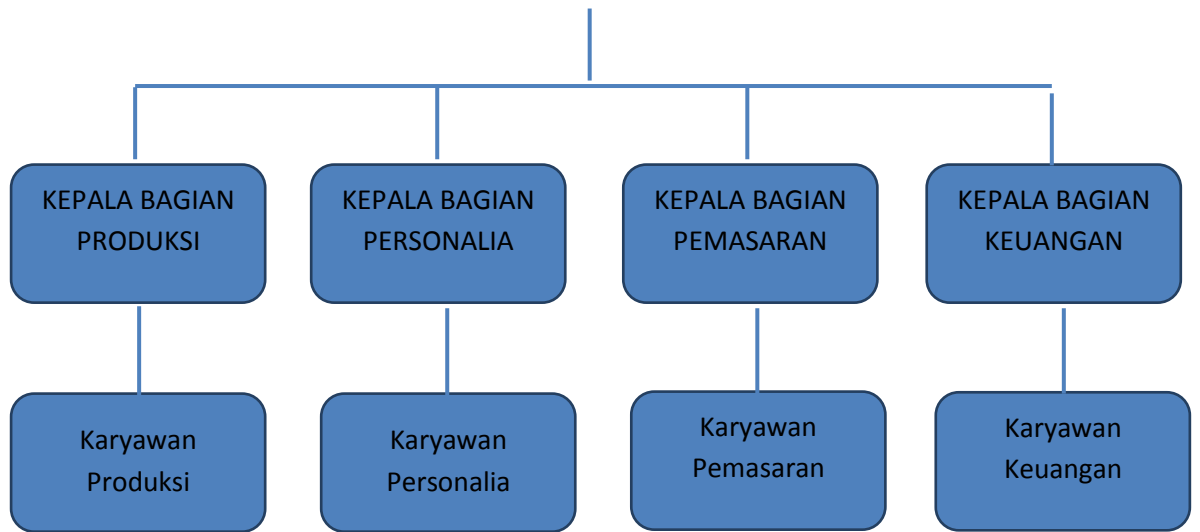 KEPALA BAGIAN
PRODUKSI
KEPALA BAGIAN
PERSONALIA
KEPALA BAGIAN
PEMASARAN
KEPALA BAGIAN
KEUANGAN
Karyawan
Produksi
Karyawan
Personalia
Karyawan
Pemasaran
Karyawan
Keuangan